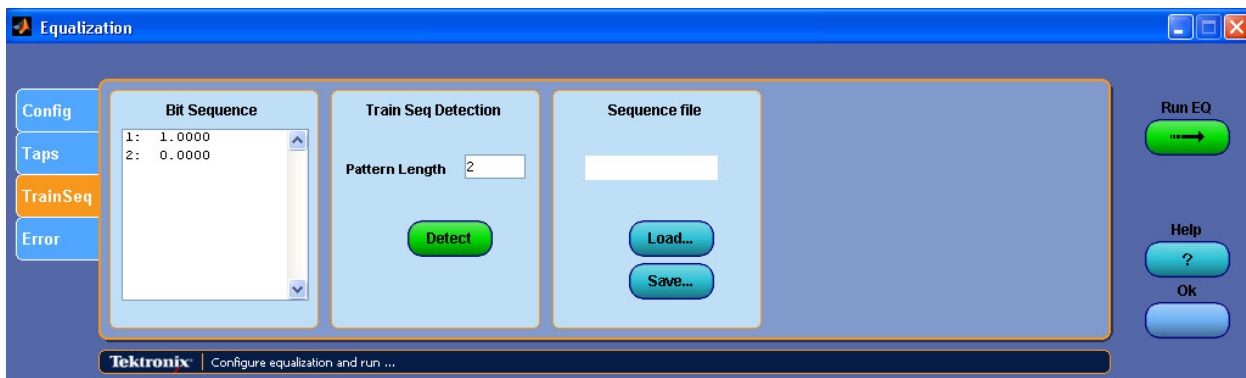 Equalization
Config
Taps
TrainSeq
Error
Bit Sequence
1: 1.0000
2: 0.0000
Train Seq Detection
Pattern Length 2
Detect
Sequence file
Load...
Save...
Run EQ
Help
?
Ok
Tektronix Configure equalization and run ...